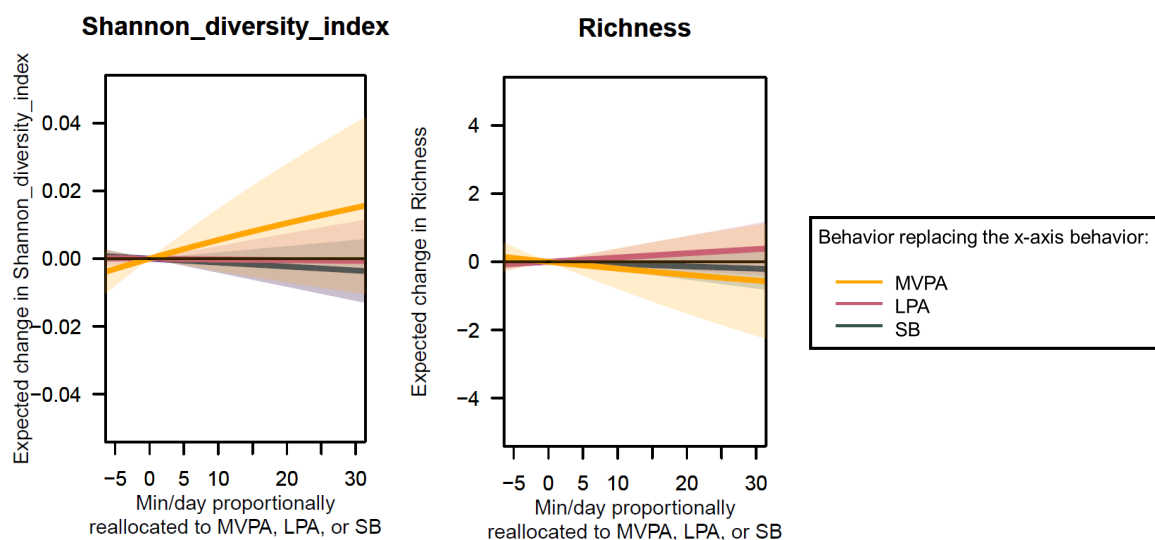 Shannon_diversity_index
Expected change in Shannon_diversity_index
0.04
0.02
0.00
−0.02
−0.04
−5 0 5 10 20 30
Min/day proportionally
reallocated to MVPA, LPA, or SB
Richness
Expected change in Richness
4
2
0
−2
−4
−5 0 5 10 20 30
Min/day proportionally
reallocated to MVPA, LPA, or SB
Behavior replacing the x-axis behavior:
MVPA
LPA
SB